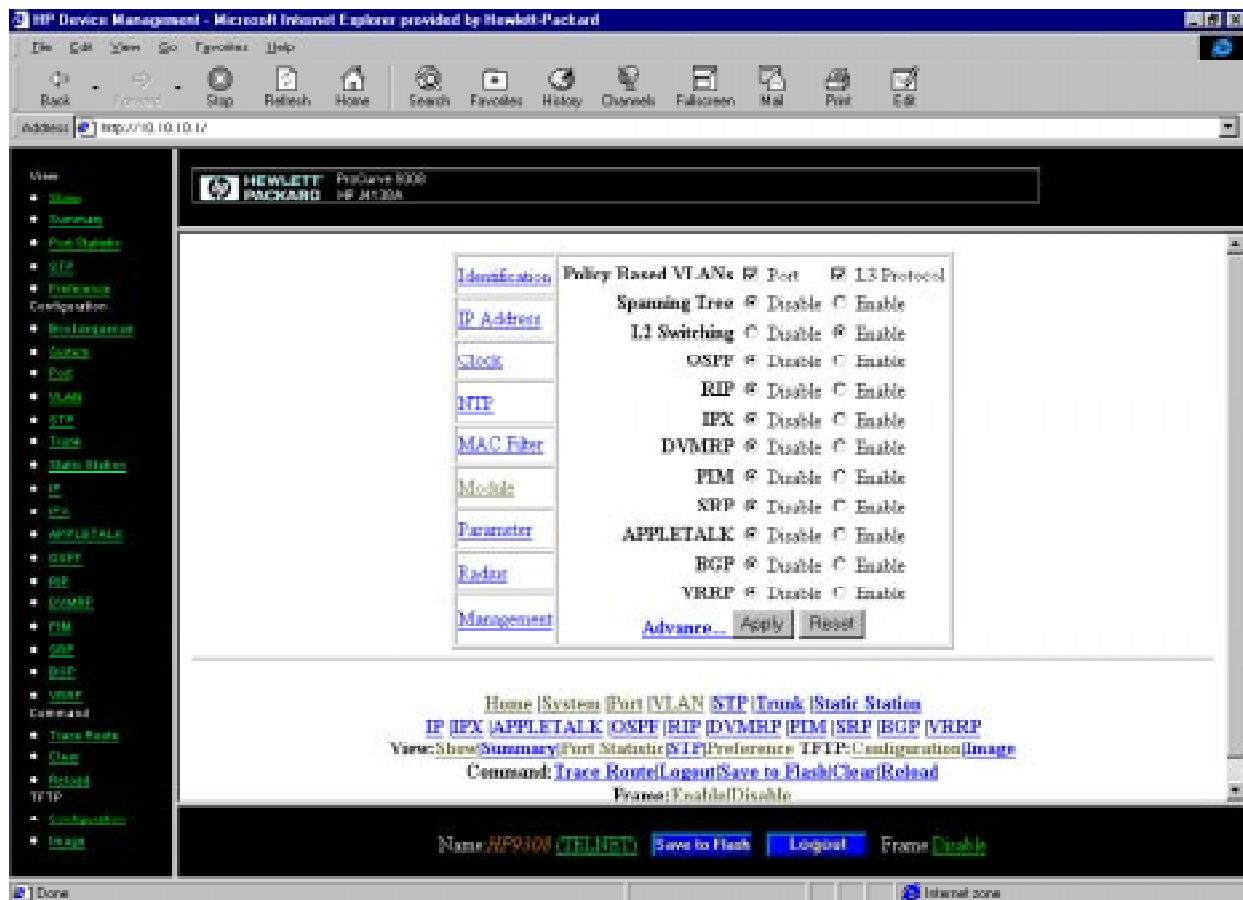 HP Device Management - Microsoft Internet Explorer provided by Hewlett-Packard
File Edit View Go Favorites Help
Back Forward Stop Refresh Home Search Favorites History Channels Fullscreen Mail Print Edit
Address http://10.10.10.1/
View
Show
Summary
Port Statistic
STP
Preference
Configuration
System
Port
VLAN
STP
Trunk
Static Station
IP
IPX
APPLETALK
OSPF
RIP
DVMRP
PIM
SRP
BGP
VRRP
Command
Trace Route
Clear
Reload
TFTP
Configuration
Image
HEWLETT PACKARD
ProCurve 9308
HP J4138A
Identification
IP Address
Clock
NTP
MAC Filter
Module
Parameter
Radius
Management
Policy Based VLANs Port L3 Protocol
Spanning Tree Disable Enable
L2 Switching Disable Enable
OSPF Disable Enable
RIP Disable Enable
IPX Disable Enable
DVMRP Disable Enable
PIM Disable Enable
SRP Disable Enable
APPLETALK Disable Enable
BGP Disable Enable
VRRP Disable Enable
Advance... Apply Reset
Home |System |Port |VLAN |STP |Trunk |Static Station
IP |IPX |APPLETALK |OSPF |RIP |DVMRP |PIM |SRP |BGP |VRRP
View:Show|Summary|Port Statistic|STP|Preference TFTP:Configuration|Image
Command:Trace Route|Logout|Save to Flash|Clear|Reload
Frame:Enable|Disable
Name:HP9308 (TELNET) Save to Flash Logout Frame Disable
Done Internet zone